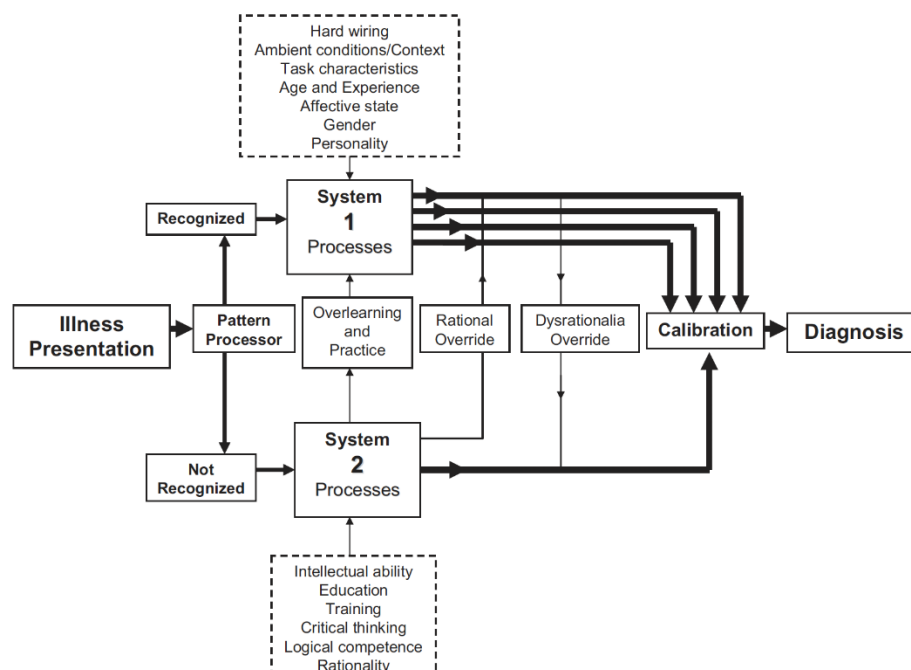 Hard wiring
Ambient conditions/Context
Task characteristics
Age and Experience
Affective state
Gender
Personality
System
1
Processes
Recognized
Illness
Presentation
Pattern
Processor
Overlearning
and
Practice
Rational
Override
Dysrationalia
Override
Calibration
Diagnosis
Not
Recognized
System
2
Processes
Intellectual ability
Education
Training
Critical thinking
Logical competence
Rationality